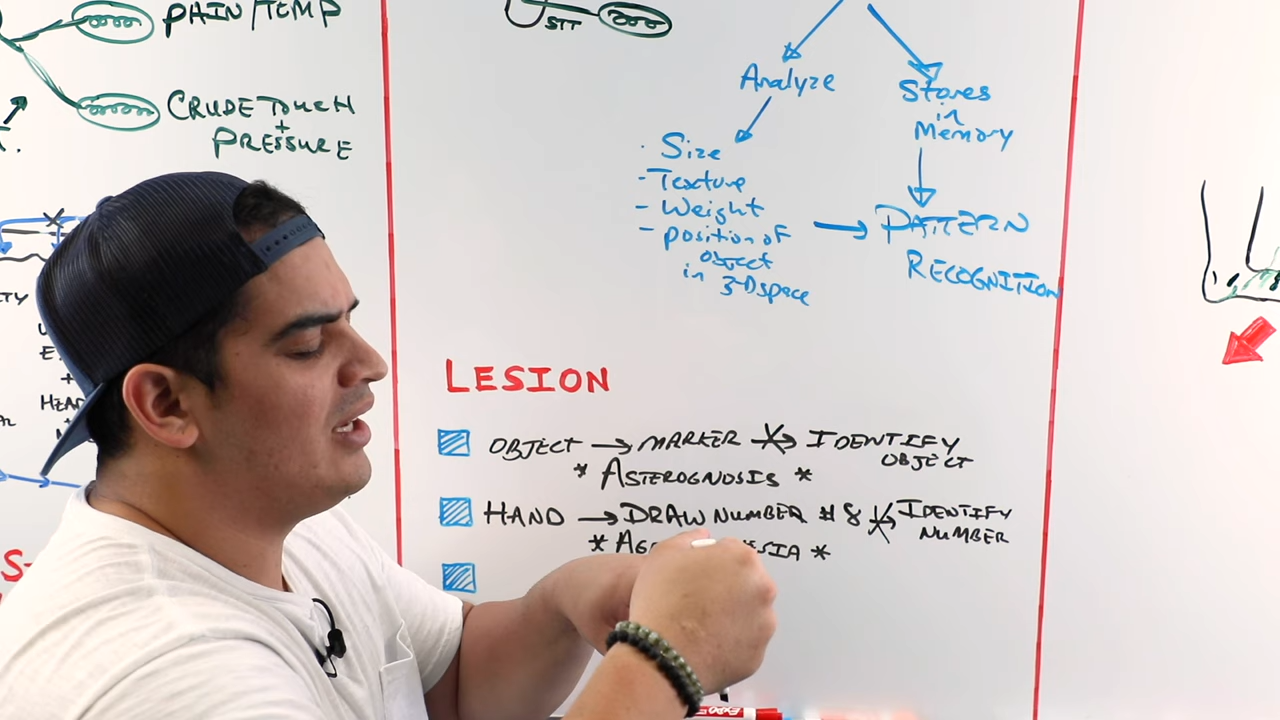 PAIN/TEMP
CRUDE TOUCH
+
PRESSURE
STT
Analyze
Stores
in
Memory
· Size
- Texture
- Weight
- position of
object
in 3-D space
PATTERN
RECOGNITION
LESION
OBJECT → MARKER IDENTIFY
OBJECT
* ASTEROGNOSIS *
HAND → DRAW NUMBER #8 IDENTIFY
NUMBER
EXPO